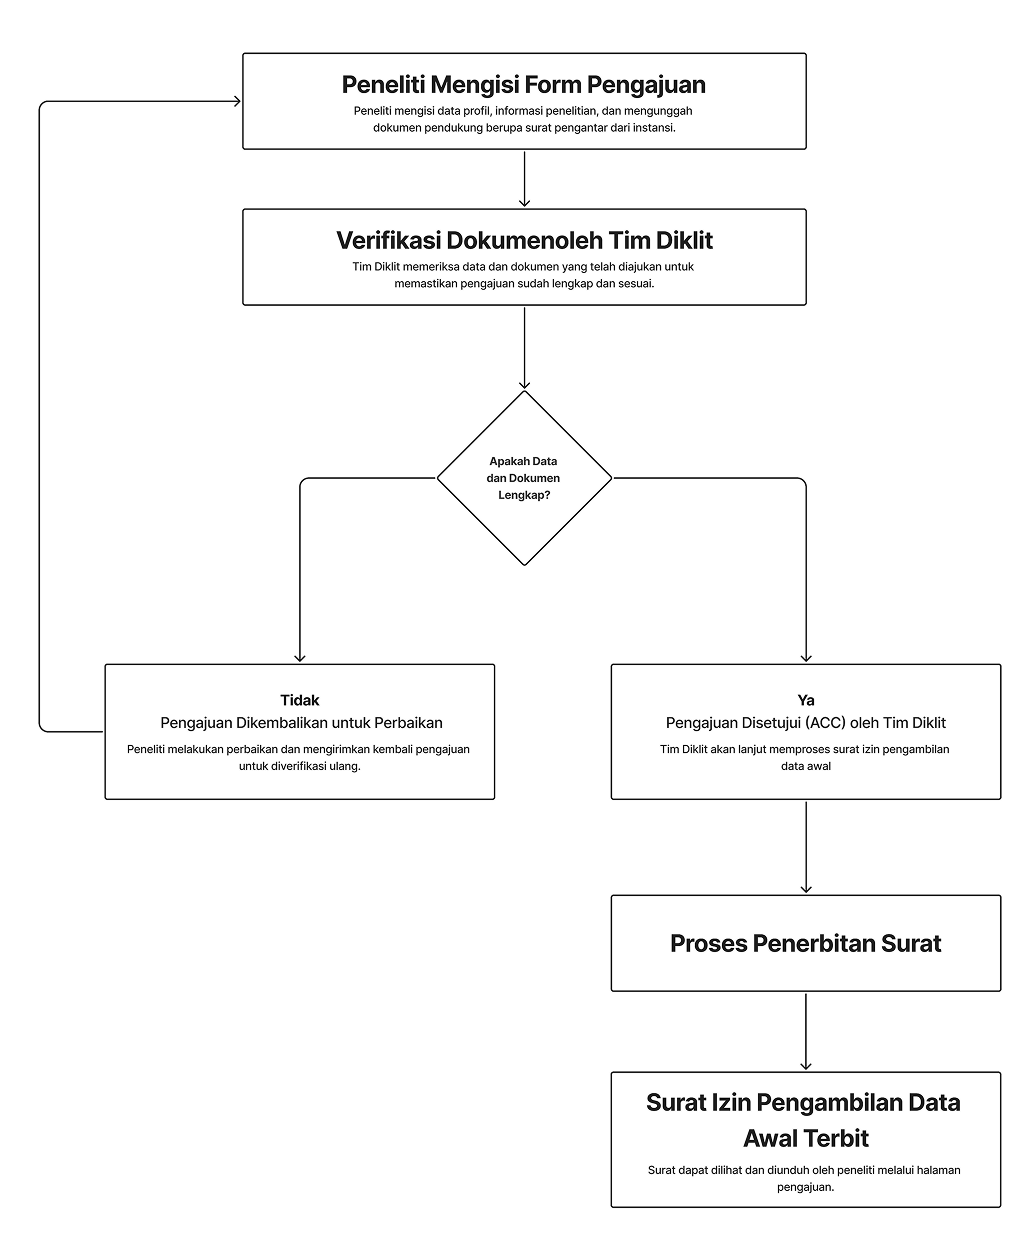 Peneliti Mengisi Form Pengajuan
Peneliti mengisi data profil, informasi penelitian, dan mengunggah
dokumen pendukung berupa surat pengantar dari instansi.
Verifikasi Dokumenoleh Tim Diklit
Tim Diklit memeriksa data dan dokumen yang telah diajukan untuk
memastikan pengajuan sudah lengkap dan sesuai.
Apakah Data
dan Dokumen
Lengkap?
Tidak
Pengajuan Dikembalikan untuk Perbaikan
Peneliti melakukan perbaikan dan mengirimkan kembali pengajuan
untuk diverifikasi ulang.
Ya
Pengajuan Disetujui (ACC) oleh Tim Diklit
Tim Diklit akan lanjut memproses surat izin pengambilan
data awal
Proses Penerbitan Surat
Surat Izin Pengambilan Data
Awal Terbit
Surat dapat dilihat dan diunduh oleh peneliti melalui halaman
pengajuan.